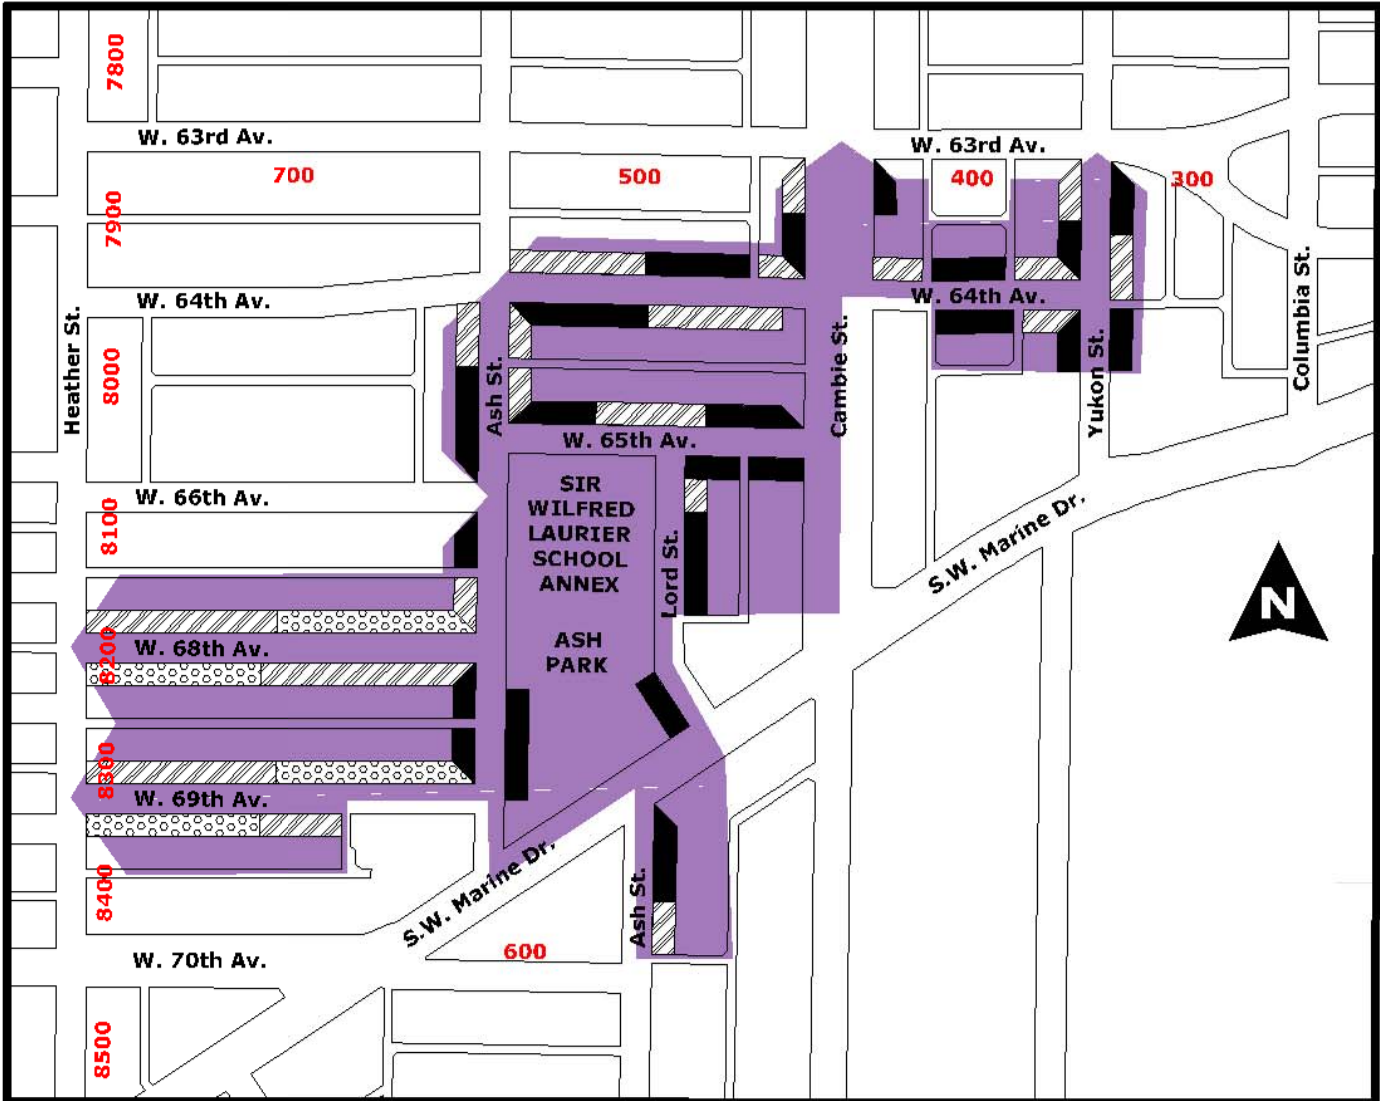 7800
W. 63rd Av.
W. 63rd Av.
700
500
400
300
7900
W. 64th Av.
W. 64th Av.
Heather St.
8000
Ash St.
Cambie St.
Yukon St.
Columbia St.
W. 65th Av.
W. 66th Av.
8100
SIR
WILFRED
LAURIER
SCHOOL
ANNEX
ASH
PARK
Lord St.
S.W. Marine Dr.
N
8200
W. 68th Av.
8300
W. 69th Av.
8400
S.W. Marine Dr.
Ash St.
600
W. 70th Av.
8500